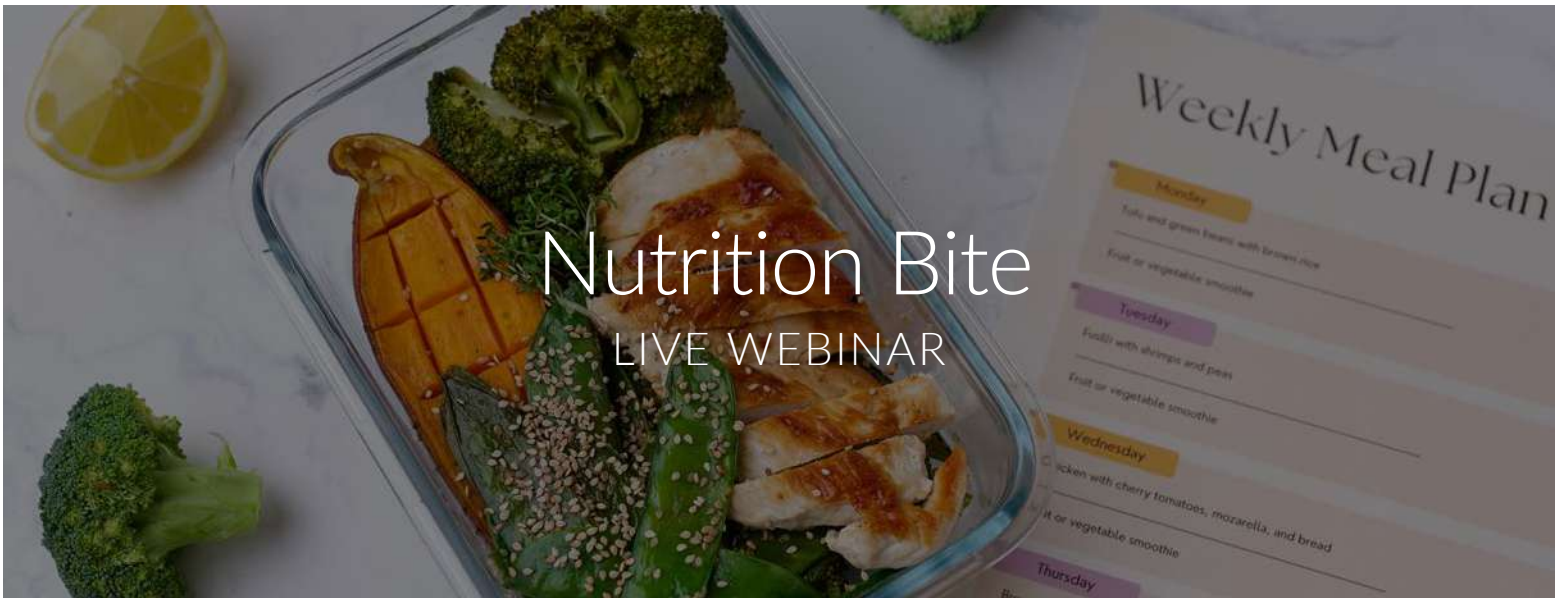 Nutrition Bite
LIVE WEBINAR
Weekly Meal Plan
Monday
Tofu and green beans with brown rice
Fruit or vegetable smoothie
Tuesday
Fusilli with shrimps and peas
Fruit or vegetable smoothie
Wednesday
cken with cherry tomatoes, mozarella, and bread
it or vegetable smoothie
Thursday